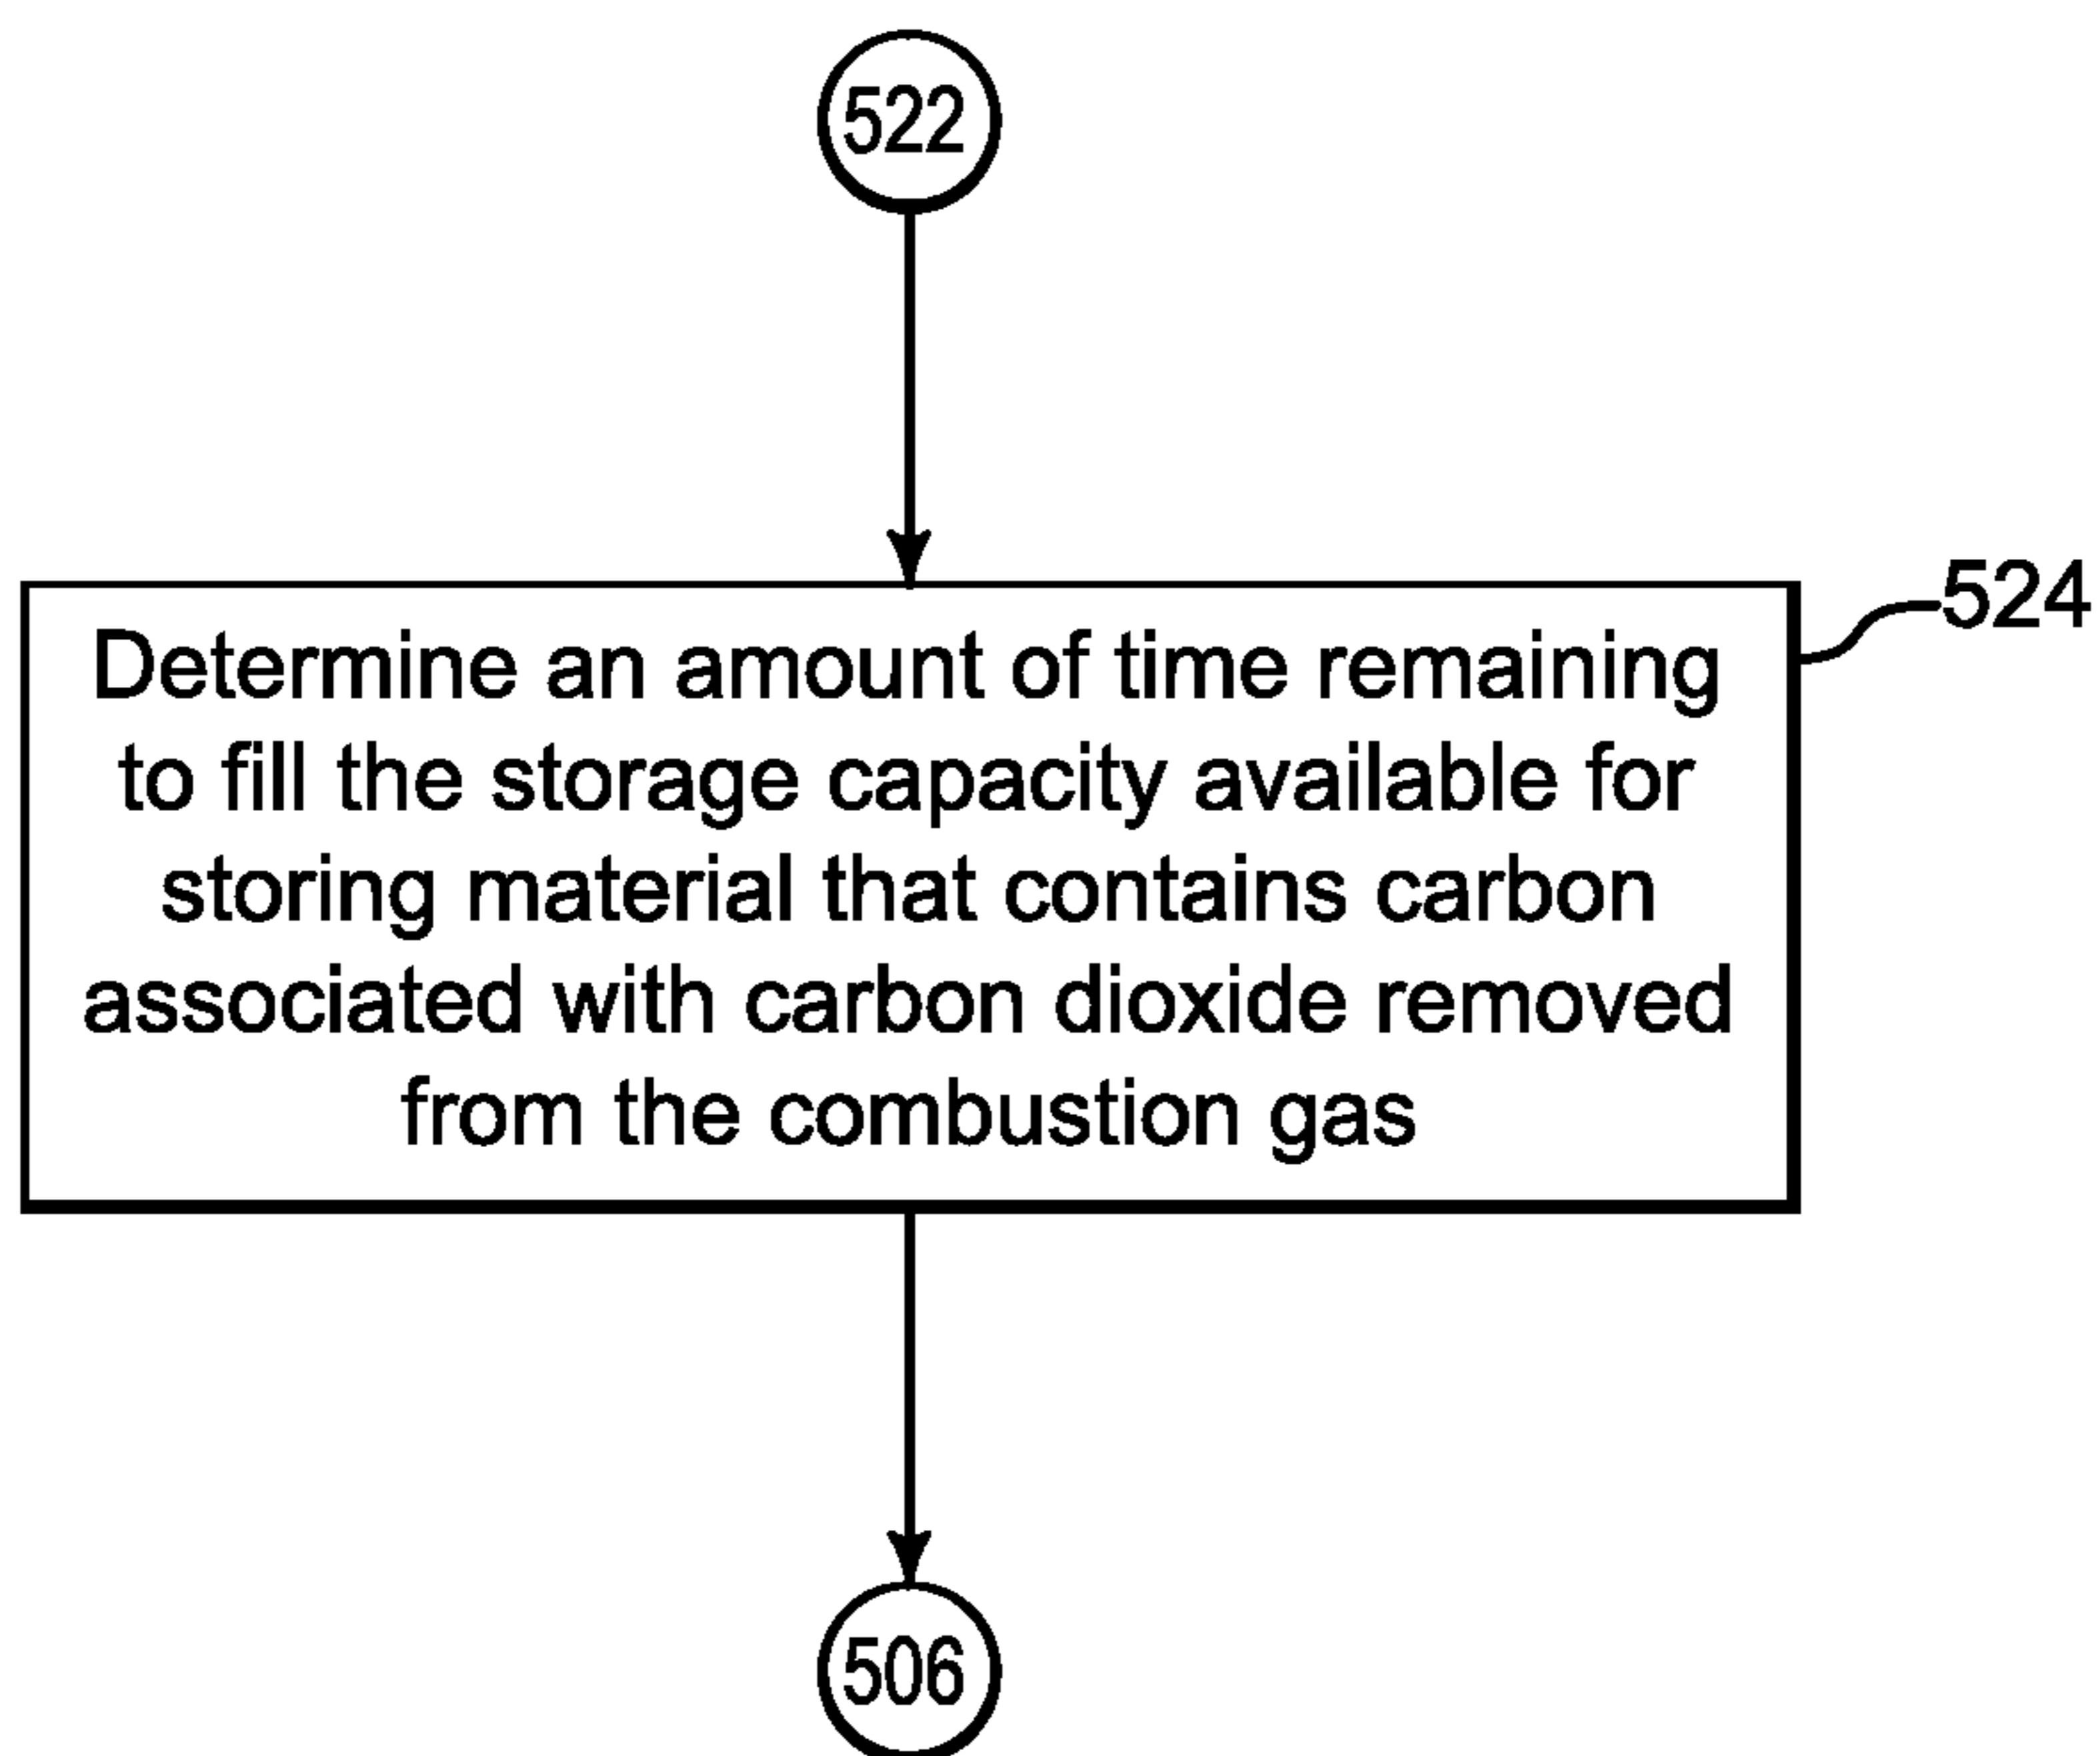 522
524
Determine an amount of time remaining
to fill the storage capacity available for
storing material that contains carbon
associated with carbon dioxide removed
from the combustion gas
506